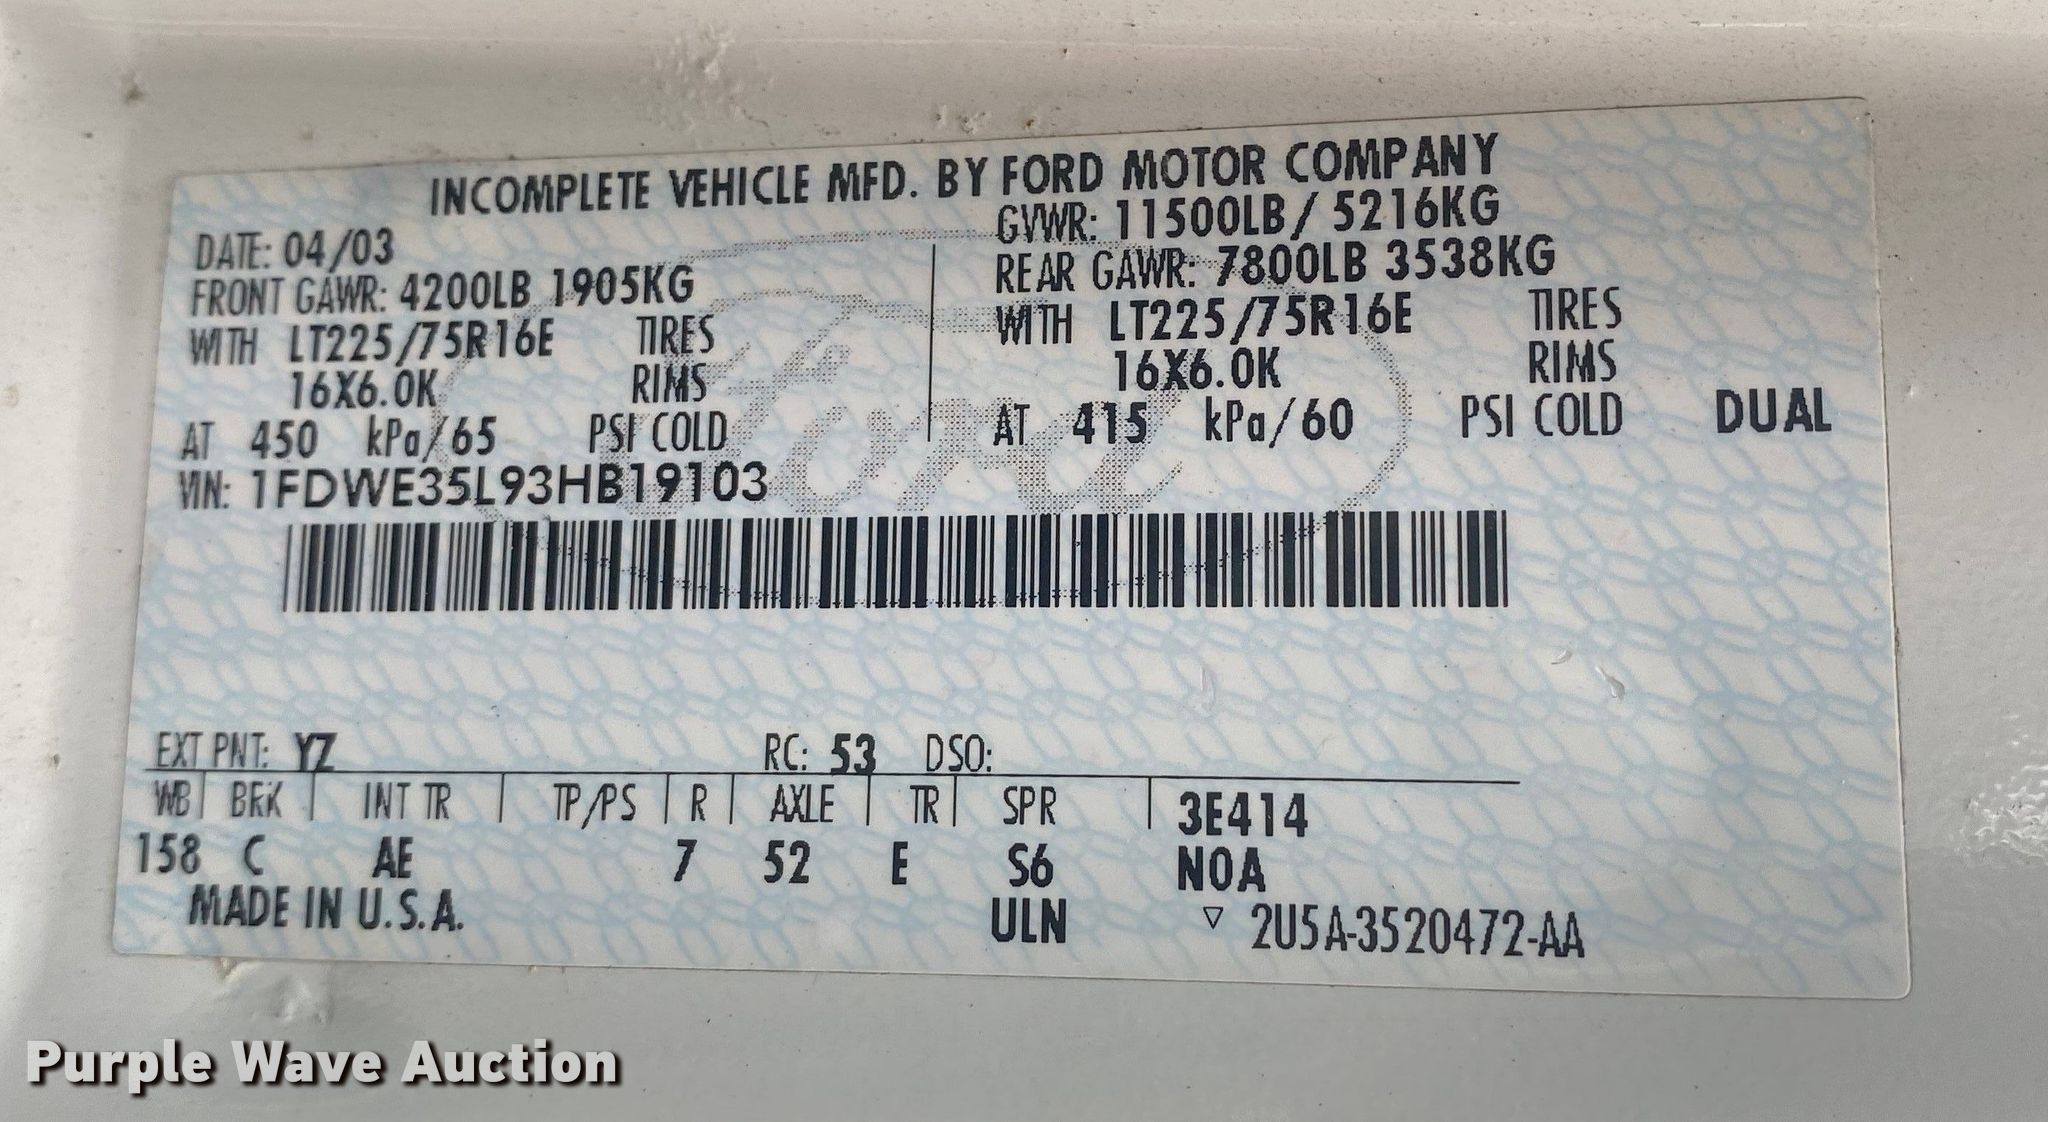 INCOMPLETE VEHICLE MFD. BY FORD MOTOR COMPANY
DATE: 04/03
GVWR: 11500LB/ 5216KG
FRONT GAWR: 4200LB 1905KG
REAR GAWR: 7800LB 3538KG
WITH LT225/75R16E TIRES
WITH LT225/75R16E TIRES
16X6.0K RIMS
16X6.0K RIMS
AT 450 kPa/65 PSI COLD
AT 415 kPa/60 PSI COLD DUAL
VIN: 1FDWE35L93HB19103
Ford
EXT PNT: YZ RC: 53 DSO:
WB BRK INT TR TP/PS R AXLE TR SPR 3E414
158 C AE 7 52 E S6 NOA
MADE IN U.S.A. ULN ▽ 2U5A-3520472-AA
Purple Wave Auction